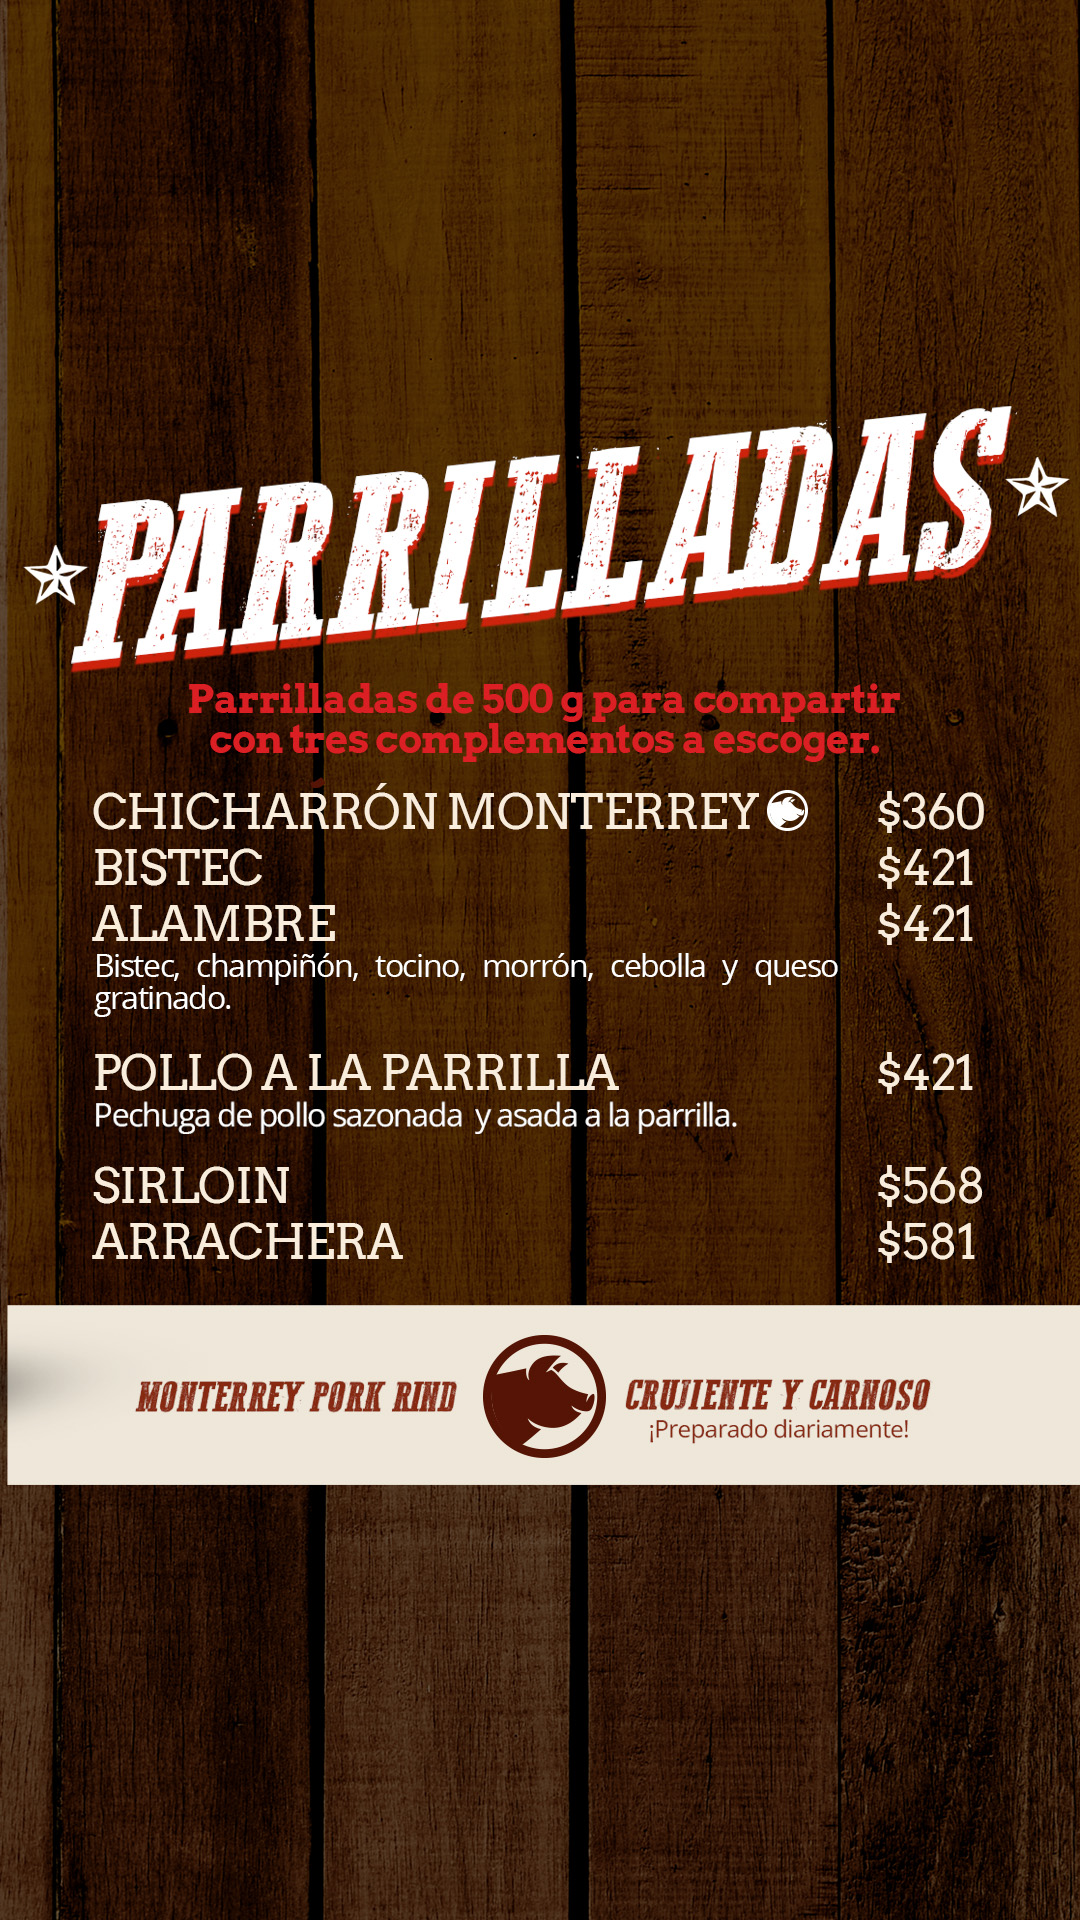 PARRILLADAS
Parrilladas de 500 g para compartir
con tres complementos a escoger.
CHICHARRÓN MONTERREY $360
BISTEC $421
ALAMBRE $421
Bistec, champiñón, tocino, morrón, cebolla y queso
gratinado.
POLLO A LA PARRILLA $421
Pechuga de pollo sazonada y asada a la parrilla.
SIRLOIN $568
ARRACHERA $581
MONTERREY PORK RIND
CRUJIENTE Y CARNOSO
¡Preparado diariamente!